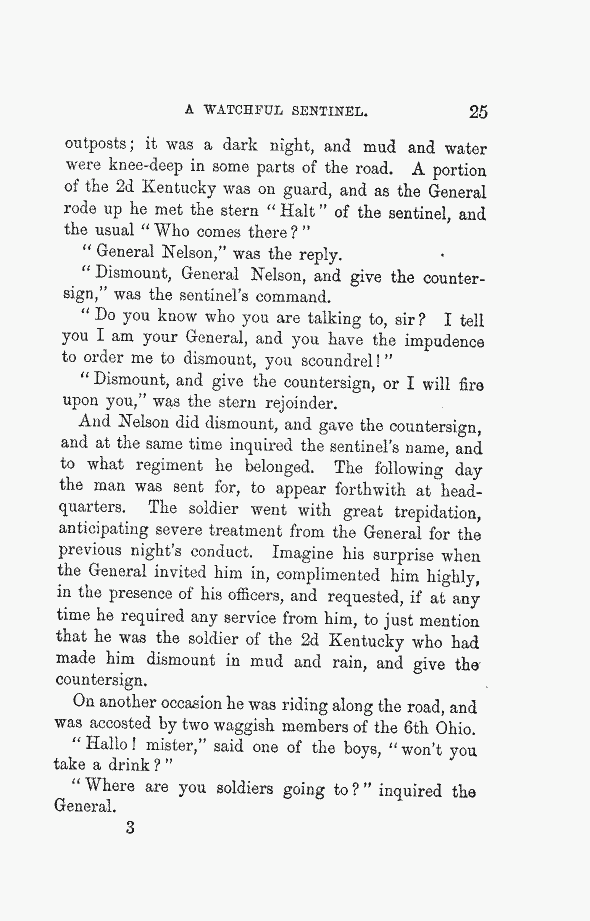 A WATCHFUL SENTINEL. 25
outposts; it was a dark night, and mud and water
were knee-deep in some parts of the road. A portion
of the 2d Kentucky was on guard, and as the General
rode up he met the stern "Halt" of the sentinel, and
the usual "Who comes there?"
"General Nelson," was the reply.
"Dismount, General Nelson, and give the counter-
sign," was the sentinel's command.
"Do you know who you are talking to, sir? I tell
you I am your General, and you have the impudence
to order me to dismount, you scoundrel!"
"Dismount, and give the countersign, or I will fire
upon you," was the stern rejoinder.
And Nelson did dismount, and gave the countersign,
and at the same time inquired the sentinel's name, and
to what regiment he belonged. The following day
the man was sent for, to appear forthwith at head-
quarters. The soldier went with great trepidation,
anticipating severe treatment from the General for the
previous night's conduct. Imagine his surprise when
the General invited him in, complimented him highly,
in the presence of his officers, and requested, if at any
time he required any service from him, to just mention
that he was the soldier of the 2d Kentucky who had
made him dismount in mud and rain, and give the
countersign.
On another occasion he was riding along the road, and
was accosted by two waggish members of the 6th Ohio.
"Hallo! mister," said one of the boys, "won't you
take a drink?"
"Where are you soldiers going to?" inquired the
General.
3